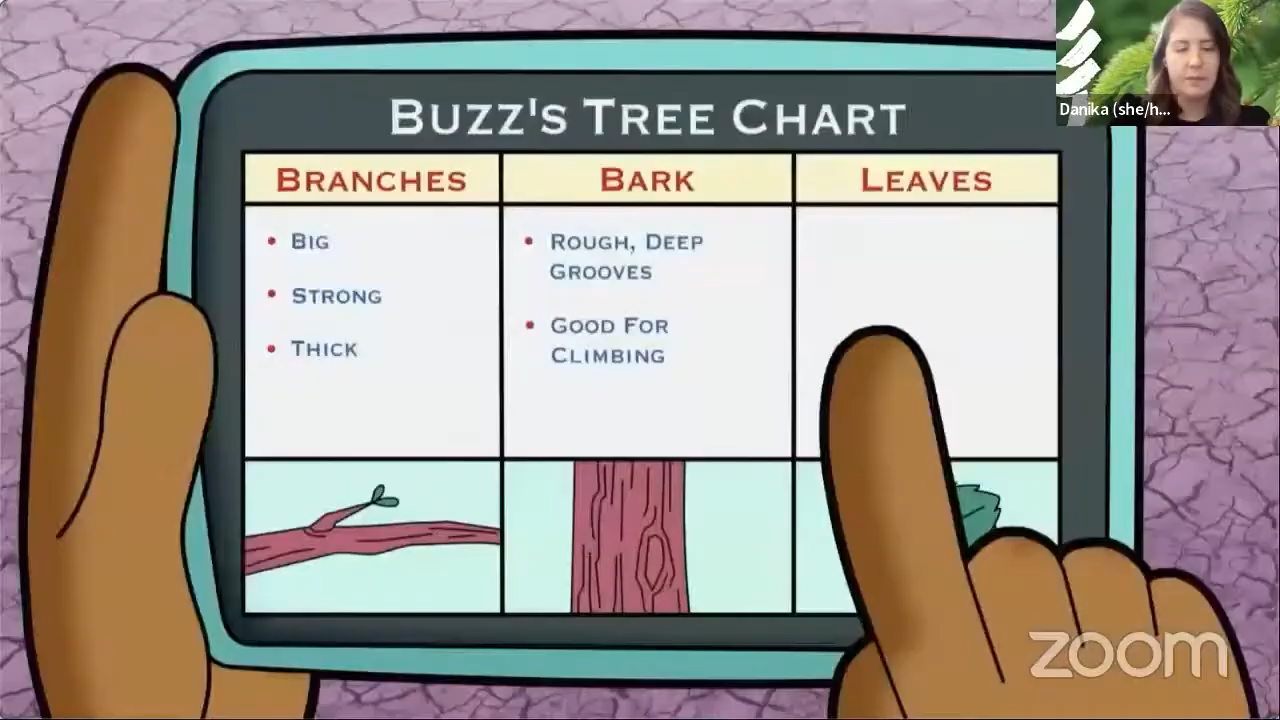 BUZZ'S TREE CHART
BRANCHES
BARK
LEAVES
• BIG
• STRONG
• THICK
• ROUGH, DEEP
GROOVES
• GOOD FOR
CLIMBING
Danika (she/h...
zoom